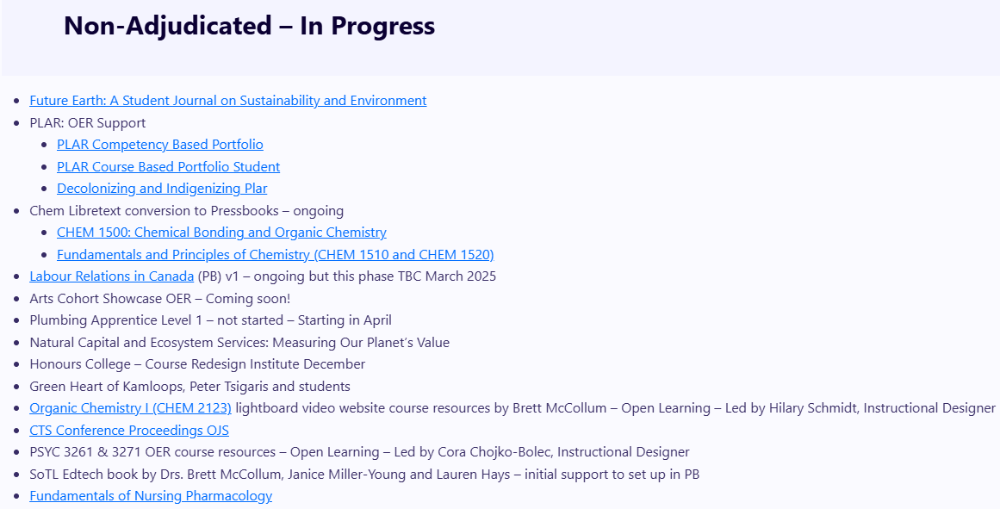 Non-Adjudicated – In Progress
Future Earth: A Student Journal on Sustainability and Environment
PLAR: OER Support
PLAR Competency Based Portfolio
PLAR Course Based Portfolio Student
Decolonizing and Indigenizing Plar
Chem Libretext conversion to Pressbooks – ongoing
CHEM 1500: Chemical Bonding and Organic Chemistry
Fundamentals and Principles of Chemistry (CHEM 1510 and CHEM 1520)
Labour Relations in Canada (PB) v1 – ongoing but this phase TBC March 2025
Arts Cohort Showcase OER – Coming soon!
Plumbing Apprentice Level 1 – not started – Starting in April
Natural Capital and Ecosystem Services: Measuring Our Planet’s Value
Honours College – Course Redesign Institute December
Green Heart of Kamloops, Peter Tsigaris and students
Organic Chemistry I (CHEM 2123) lightboard video website course resources by Brett McCollum – Open Learning – Led by Hilary Schmidt, Instructional Designer
CTS Conference Proceedings OJS
PSYC 3261 & 3271 OER course resources – Open Learning – Led by Cora Chojko-Bolec, Instructional Designer
SoTL Edtech book by Drs. Brett McCollum, Janice Miller-Young and Lauren Hays – initial support to set up in PB
Fundamentals of Nursing Pharmacology